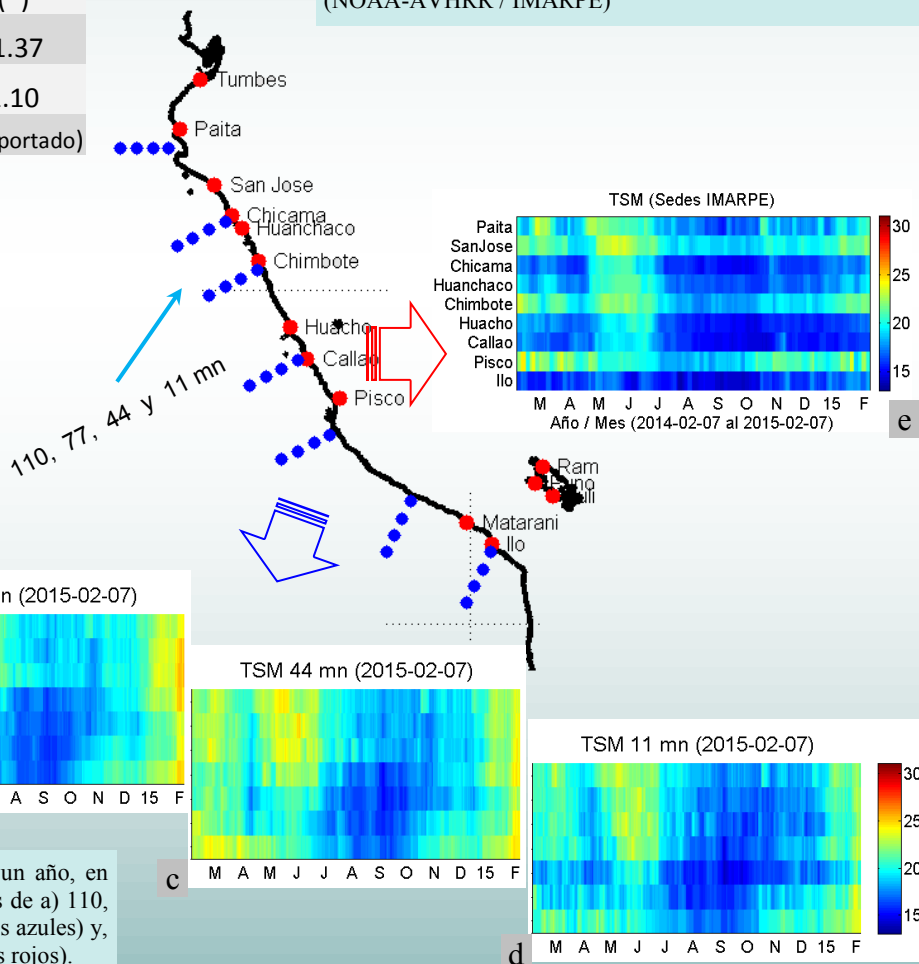 (NOAA-AVHRR / IMARPE)
1.37
.10
portado)
Tumbes
Paita
San Jose
Chicama
Huanchaco
Chimbote
Huacho
Callao
Pisco
110, 77, 44 y 11 mn
Ram
Matarani
Ilo
TSM (Sedes IMARPE)
Paita
SanJose
Chicama
Huanchaco
Chimbote
Huacho
Callao
Pisco
Ilo
30
25
20
15
M A M J J A S O N D 15 F
Año / Mes (2014-02-07 al 2015-02-07)
e
n (2015-02-07)
A S O N D 15 F
TSM 44 mn (2015-02-07)
M A M J J A S O N D 15 F
c
TSM 11 mn (2015-02-07)
30
25
20
15
M A M J J A S O N D 15 F
d
un año, en
s de a) 110,
s azules) y,
s rojos).